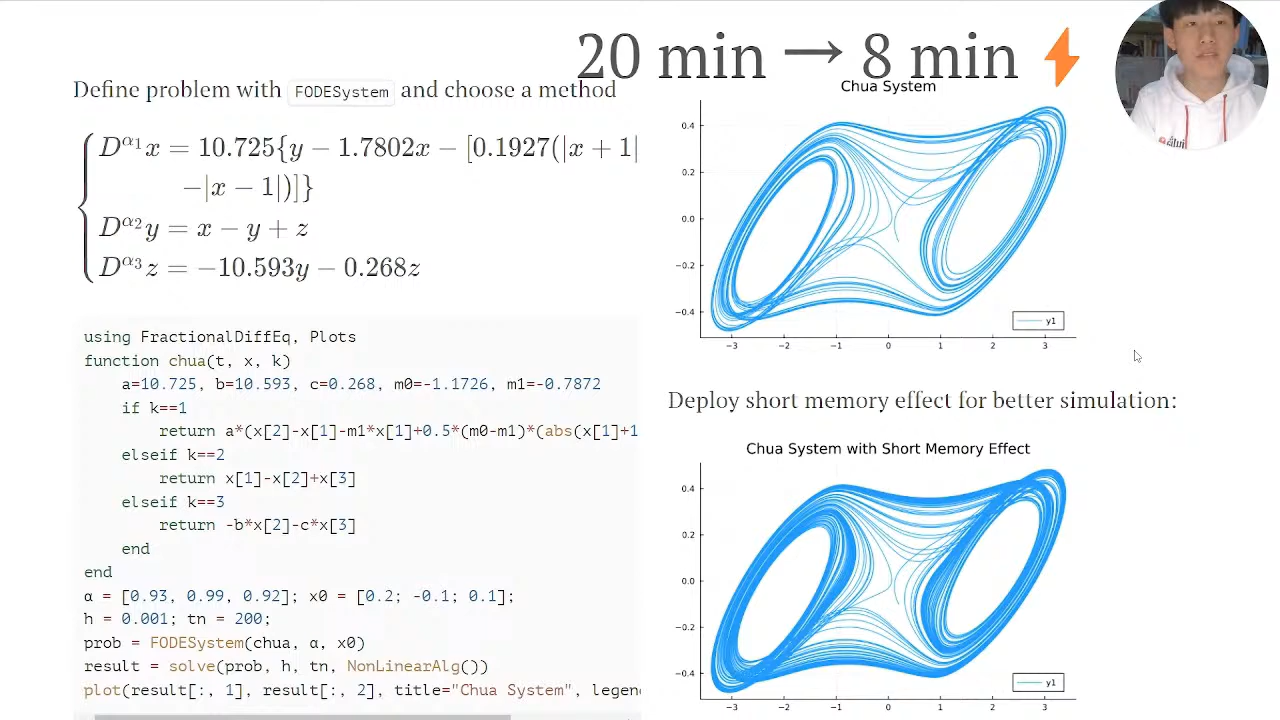 20 min → 8 min
Define problem with FODESystem and choose a method
D^{α₁}x = 10.725{y − 1.7802x − [0.1927(|x + 1|
−|x − 1|)]}
D^{α₂}y = x − y + z
D^{α₃}z = −10.593y − 0.268z
using FractionalDiffEq, Plots
function chua(t, x, k)
    a=10.725, b=10.593, c=0.268, m0=-1.1726, m1=-0.7872
    if k==1
        return a*(x[2]-x[1]-m1*x[1]+0.5*(m0-m1)*(abs(x[1]+1
    elseif k==2
        return x[1]-x[2]+x[3]
    elseif k==3
        return -b*x[2]-c*x[3]
    end
end
α = [0.93, 0.99, 0.92]; x0 = [0.2; -0.1; 0.1];
h = 0.001; tn = 200;
prob = FODESystem(chua, α, x0)
result = solve(prob, h, tn, NonLinearAlg())
plot(result[:, 1], result[:, 2], title="Chua System", legen
Chua System
0.4
0.2
0.0
−0.2
−0.4
−3 −2 −1 0 1 2 3
y1
Deploy short memory effect for better simulation:
Chua System with Short Memory Effect
0.4
0.2
0.0
−0.2
−0.4
−3 −2 −1 0 1 2 3
y1